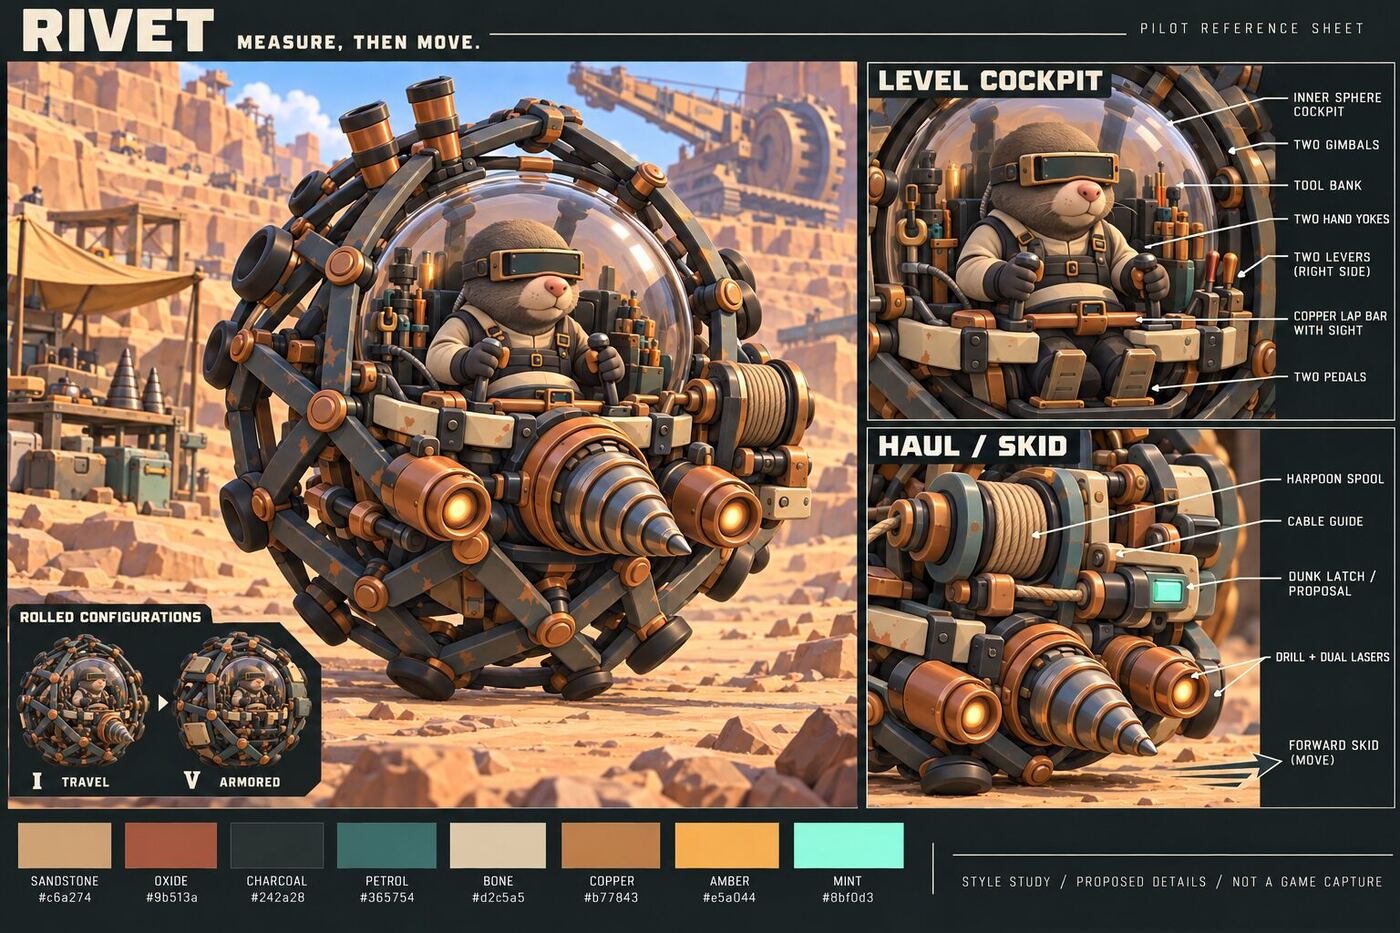 RIVET
MEASURE, THEN MOVE.
PILOT REFERENCE SHEET
LEVEL COCKPIT
INNER SPHERE
COCKPIT
TWO GIMBALS
TOOL BANK
TWO HAND YOKES
TWO LEVERS
(RIGHT SIDE)
COPPER LAP BAR
WITH SIGHT
TWO PEDALS
HAUL / SKID
HARPOON SPOOL
CABLE GUIDE
DUNK LATCH /
PROPOSAL
DRILL + DUAL LASERS
FORWARD SKID
(MOVE)
ROLLED CONFIGURATIONS
I TRAVEL
V ARMORED
SANDSTONE
#c6a274
OXIDE
#9b513a
CHARCOAL
#242a28
PETROL
#365754
BONE
#d2c5a5
COPPER
#b77843
AMBER
#e5a044
MINT
#8bf0d3
STYLE STUDY / PROPOSED DETAILS / NOT A GAME CAPTURE